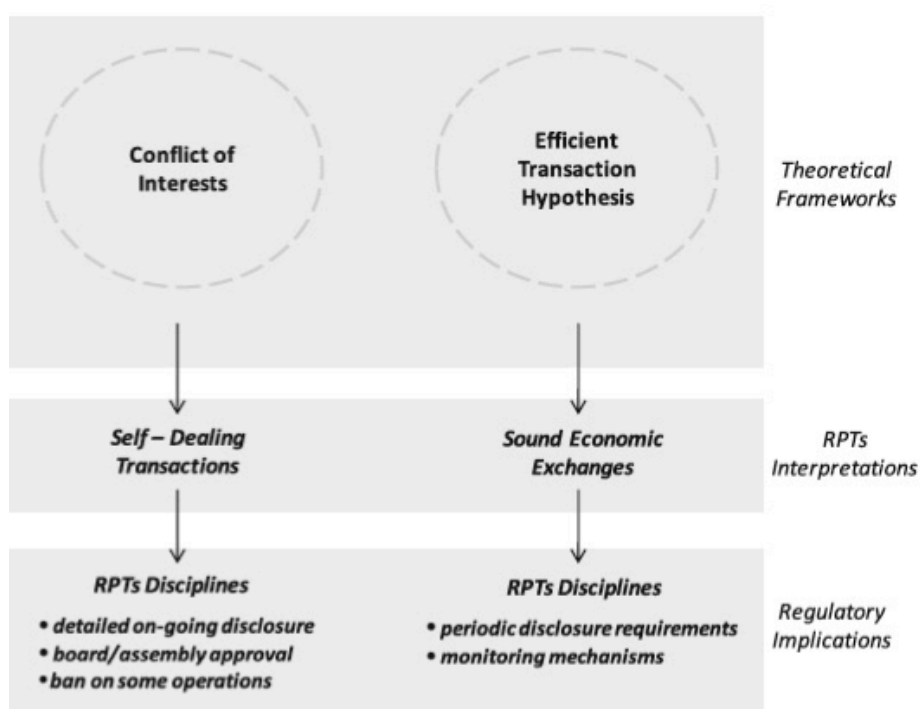 Conflict of
Interests
Efficient
Transaction
Hypothesis
Theoretical
Frameworks
Self – Dealing
Transactions
Sound Economic
Exchanges
RPTs
Interpretations
RPTs Disciplines
• detailed on-going disclosure
• board/assembly approval
• ban on some operations
RPTs Disciplines
• periodic disclosure requirements
• monitoring mechanisms
Regulatory
Implications